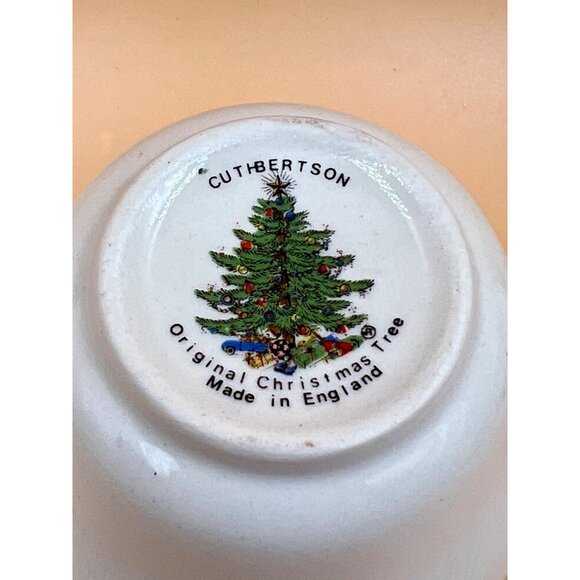 CUTHBERTSON
®
Original Christmas Tree
Made in England